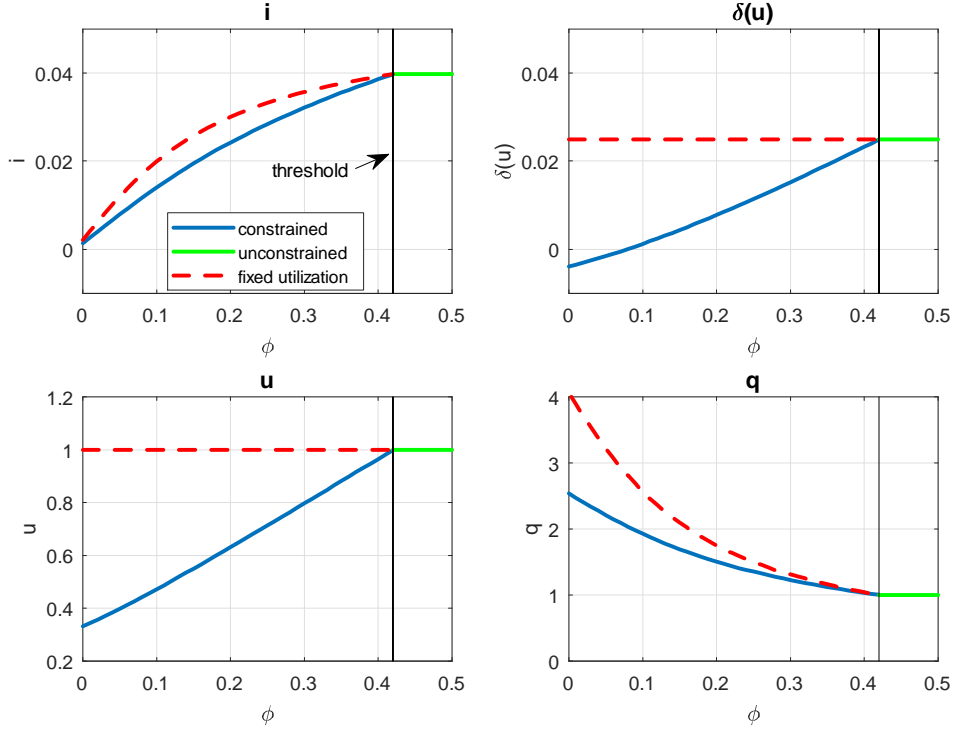 i
0.04
0.02
0
i
threshold
constrained
unconstrained
fixed utilization
0 0.1 0.2 0.3 0.4 0.5
ϕ
δ(u)
0.04
0.02
0
δ(u)
0 0.1 0.2 0.3 0.4 0.5
ϕ
u
1.2
1
0.8
0.6
0.4
0.2
u
0 0.1 0.2 0.3 0.4 0.5
ϕ
q
4
3
2
1
0
q
0 0.1 0.2 0.3 0.4 0.5
ϕ